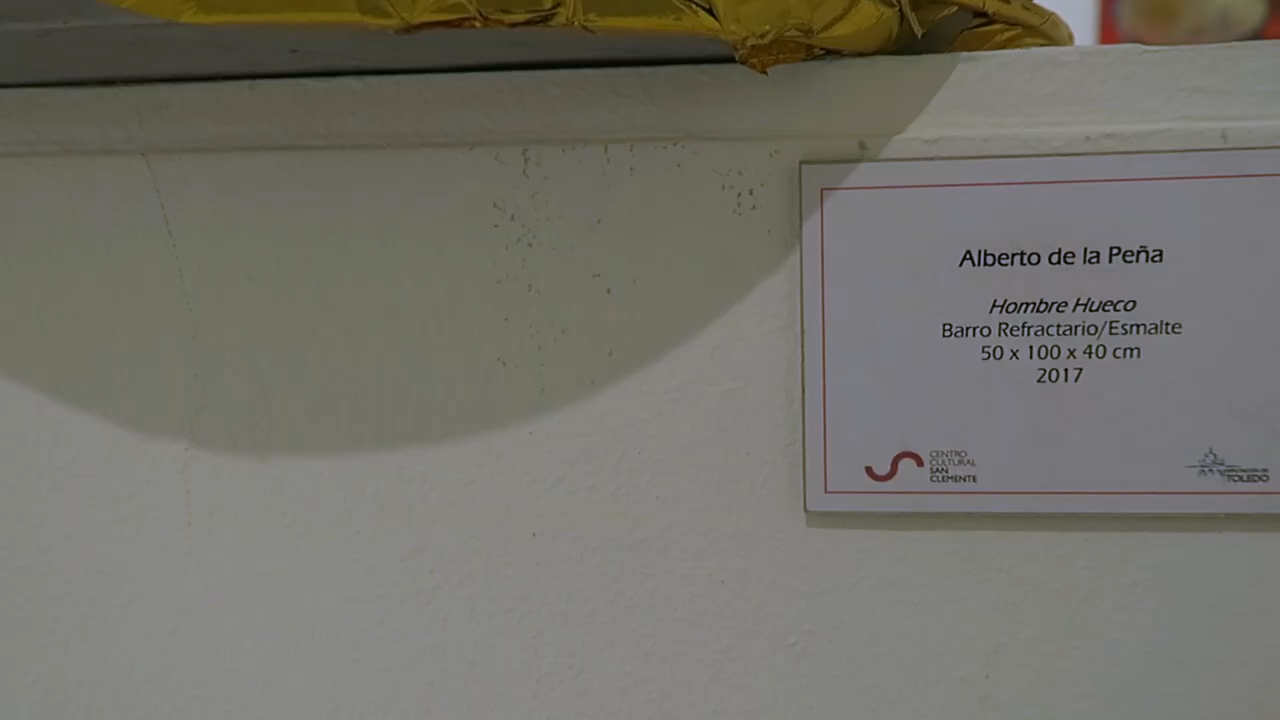 Alberto de la Peña
Hombre Hueco
Barro Refractario/Esmalte
50 x 100 x 40 cm
2017
CENTRO
CULTURAL
SAN
CLEMENTE
TOLEDO